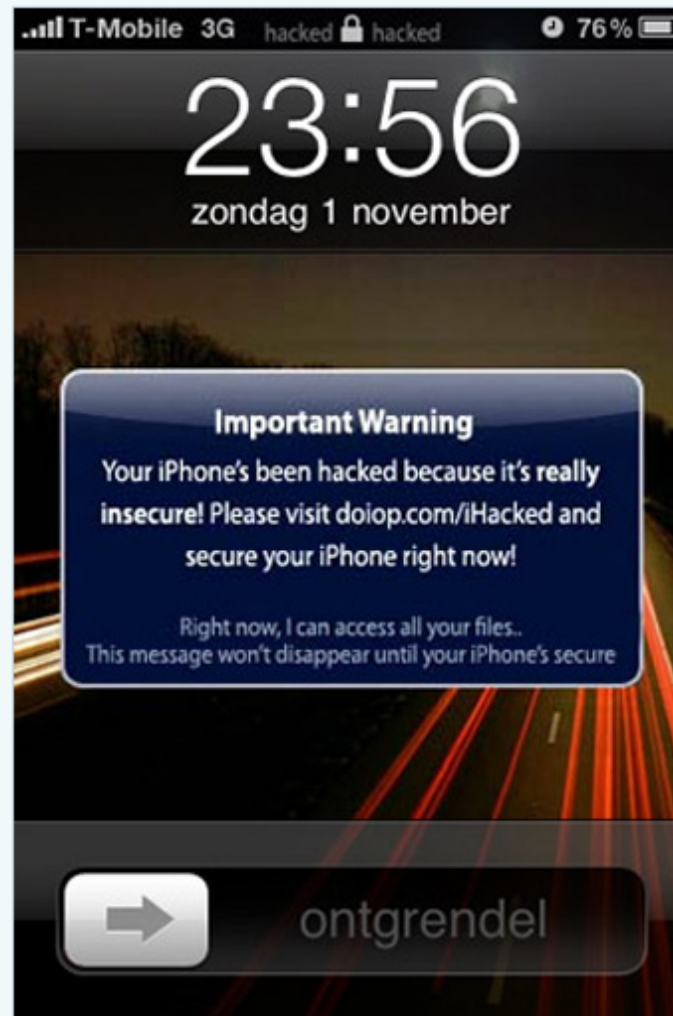 T-Mobile 3G hacked hacked 76%
23:56
zondag 1 november
Important Warning
Your iPhone's been hacked because it's really
insecure! Please visit doiop.com/iHacked and
secure your iPhone right now!
Right now, I can access all your files..
This message won't disappear until your iPhone's secure
ontgrendel